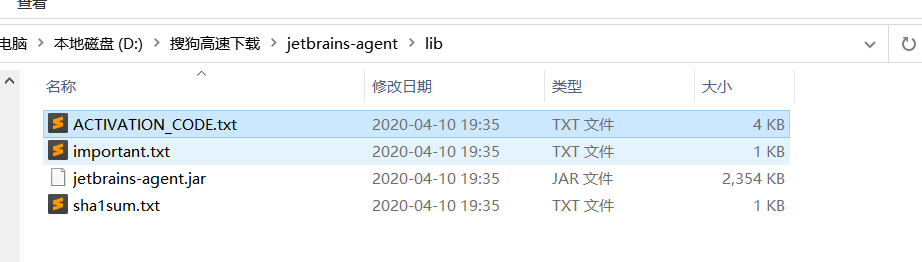 查看
电脑 > 本地磁盘 (D:) > 搜狗高速下载 > jetbrains-agent > lib
名称 修改日期 类型 大小
ACTIVATION_CODE.txt 2020-04-10 19:35 TXT 文件 4 KB
important.txt 2020-04-10 19:35 TXT 文件 1 KB
jetbrains-agent.jar 2020-04-10 19:35 JAR 文件 2,354 KB
sha1sum.txt 2020-04-10 19:35 TXT 文件 1 KB